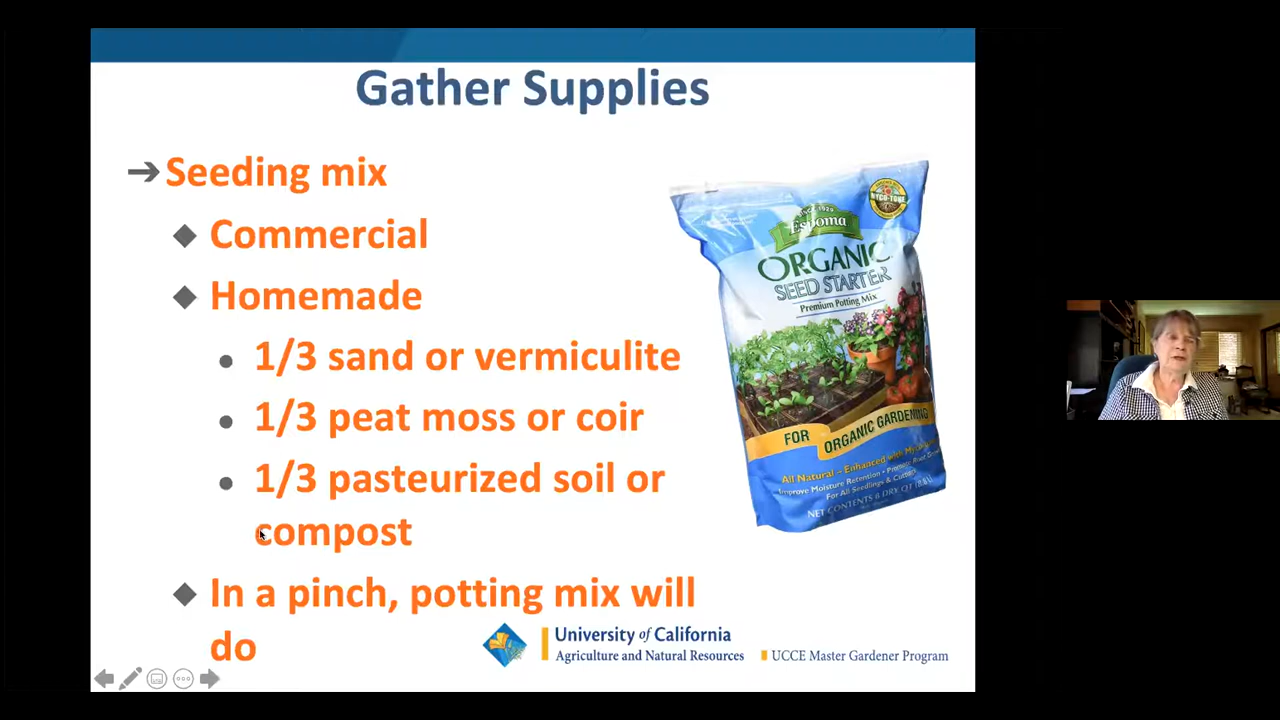 Gather Supplies
➔ Seeding mix
◆ Commercial
◆ Homemade
• 1/3 sand or vermiculite
• 1/3 peat moss or coir
• 1/3 pasteurized soil or
compost
◆ In a pinch, potting mix will
do
SINCE 1929
Espoma
MYCO-TONE
ORGANIC
SEED STARTER
Premium Potting Mix
FOR ORGANIC GARDENING
All Natural - Enhanced with
Improve Moisture Retention • Promote Root
For All Seedlings & Cuttings
NET CONTENTS 8 DRY QT
University of California
Agriculture and Natural Resources
UCCE Master Gardener Program